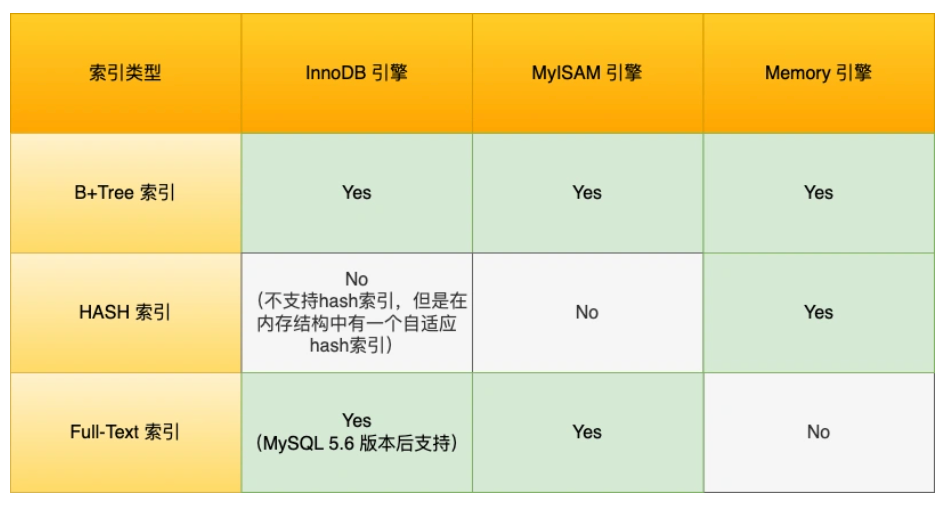 索引类型
InnoDB 引擎
MyISAM 引擎
Memory 引擎
B+Tree 索引
Yes
Yes
Yes
HASH 索引
No
（不支持hash索引，但是在
内存结构中有一个自适应
hash索引）
No
Yes
Full-Text 索引
Yes
（MySQL 5.6 版本后支持）
Yes
No